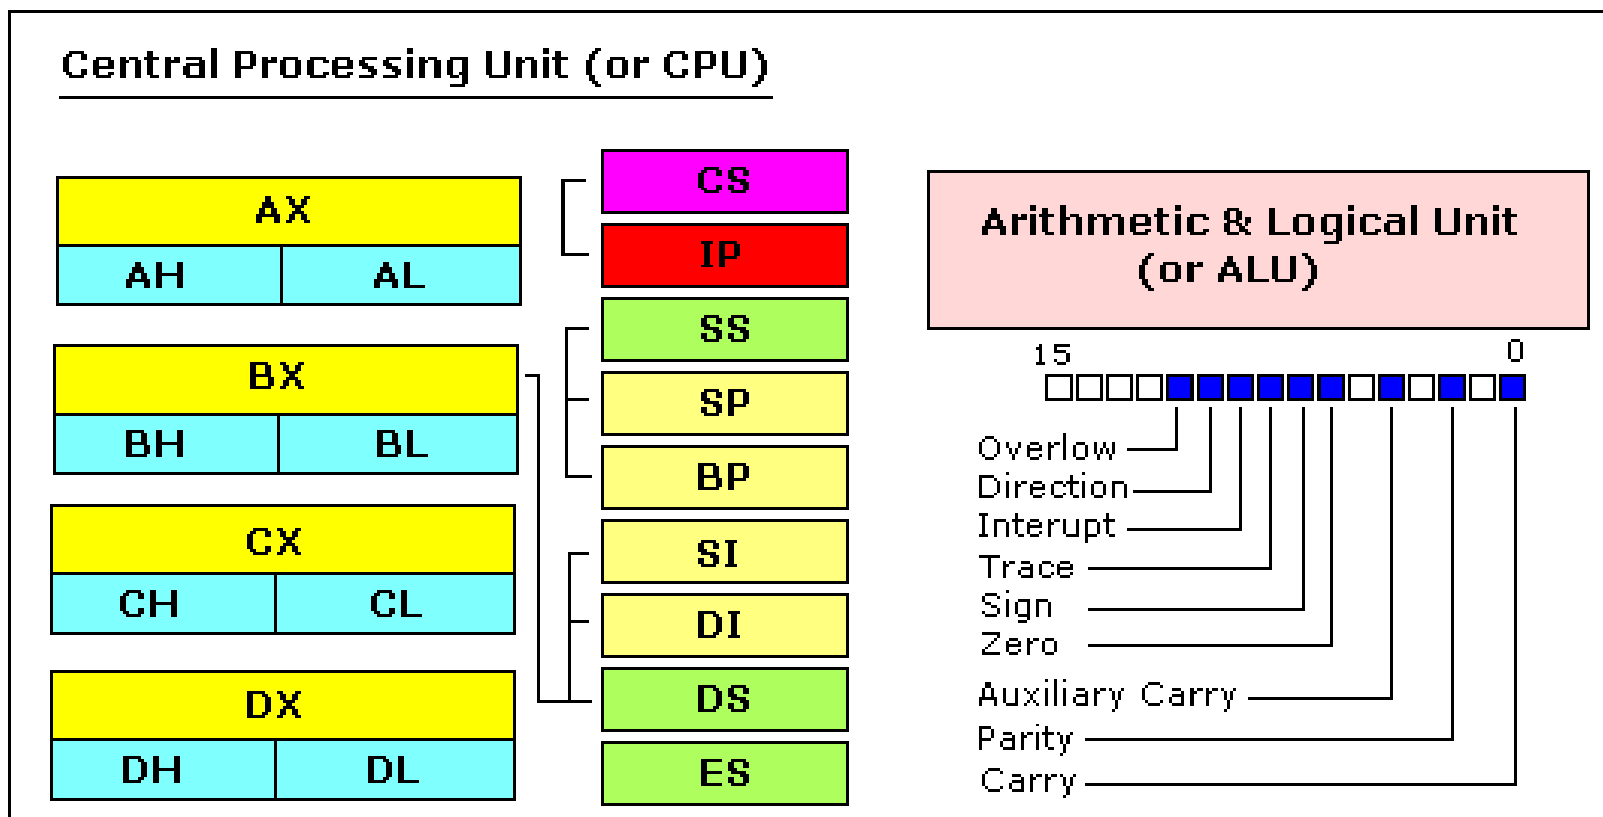 Central Processing Unit (or CPU)
AX
AH AL
BX
BH BL
CX
CH CL
DX
DH DL
CS
IP
SS
SP
BP
SI
DI
DS
ES
Arithmetic & Logical Unit
(or ALU)
15 0
Overlow
Direction
Interupt
Trace
Sign
Zero
Auxiliary Carry
Parity
Carry